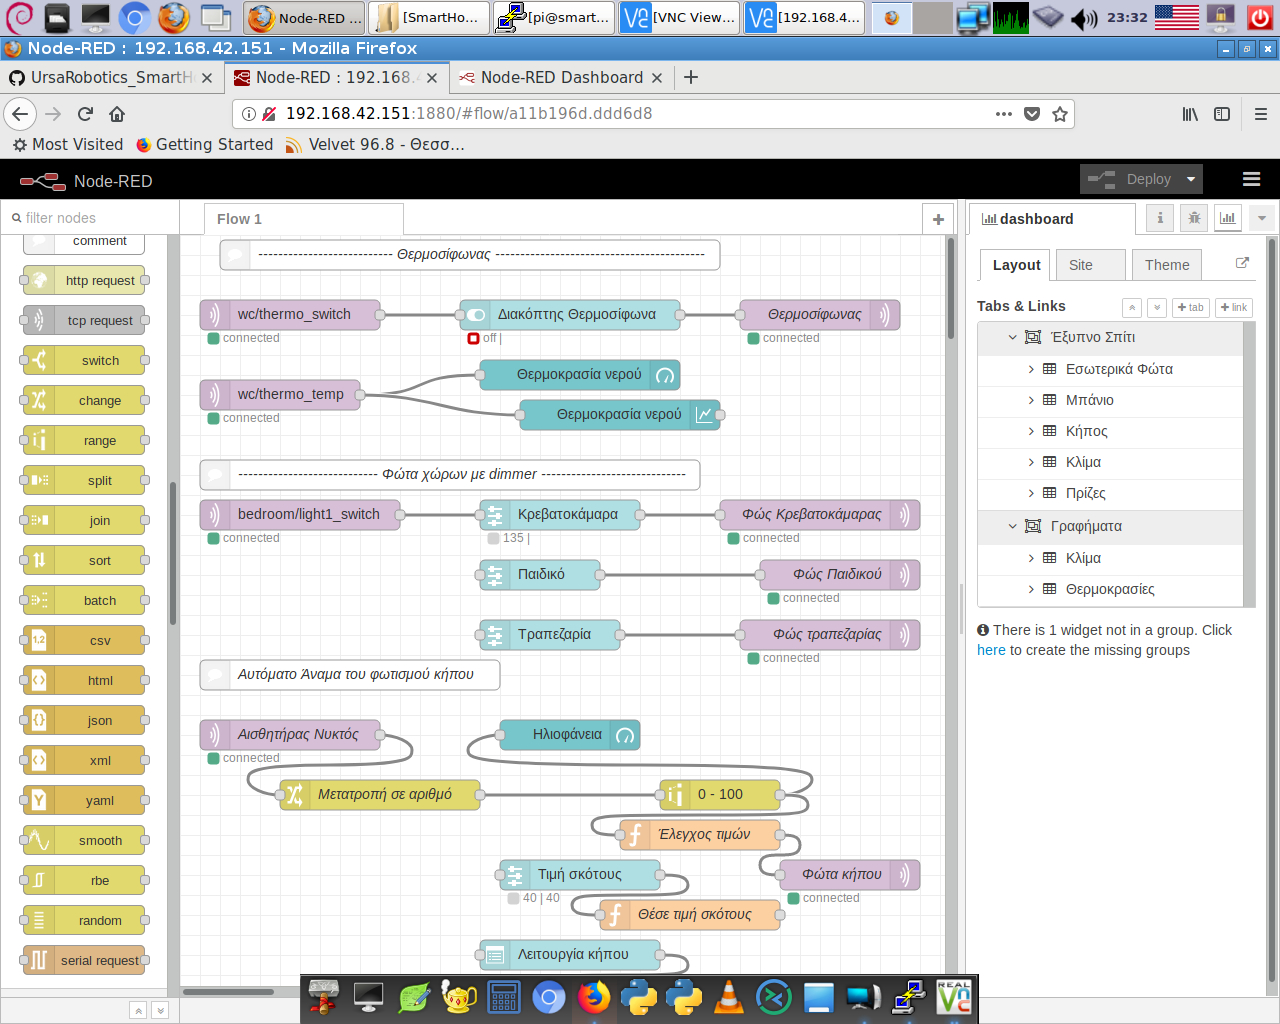 Node-RED ...
[SmartHo...
[pi@smart...
[VNC View...
[192.168.4...
23:32
Node-RED : 192.168.42.151 - Mozilla Firefox
UrsaRobotics_SmartH
Node-RED : 192.168.4
Node-RED Dashboard
192.168.42.151:1880/#flow/a11b196d.ddd6d8
Most Visited
Getting Started
Velvet 96.8 - Θεσσ...
Node-RED
Deploy
filter nodes
comment
http request
tcp request
switch
change
range
split
join
sort
batch
csv
html
json
xml
yaml
smooth
rbe
random
serial request
Flow 1
--------------------------- Θερμοσίφωνας ------------------------------------------
wc/thermo_switch
connected
Διακόπτης Θερμοσίφωνα
off |
Θερμοσίφωνας
connected
wc/thermo_temp
connected
Θερμοκρασία νερού
Θερμοκρασία νερού
---------------------------- Φώτα χώρων με dimmer -----------------------------
bedroom/light1_switch
connected
Κρεβατοκάμαρα
135 |
Φώς Κρεβατοκάμαρας
connected
Παιδικό
Φώς Παιδικού
connected
Τραπεζαρία
Φώς τραπεζαρίας
connected
Αυτόματο Άναμα του φωτισμού κήπου
Αισθητήρας Νυκτός
connected
Ηλιοφάνεια
Μετατροπή σε αριθμό
0 - 100
Έλεγχος τιμών
Τιμή σκότους
40 | 40
Φώτα κήπου
connected
Θέσε τιμή σκότους
Λειτουργία κήπου
dashboard
Layout
Site
Theme
Tabs & Links
+ tab
+ link
Έξυπνο Σπίτι
Εσωτερικά Φώτα
Μπάνιο
Κήπος
Κλίμα
Πρίζες
Γραφήματα
Κλίμα
Θερμοκρασίες
There is 1 widget not in a group. Click
here to create the missing groups
REAL